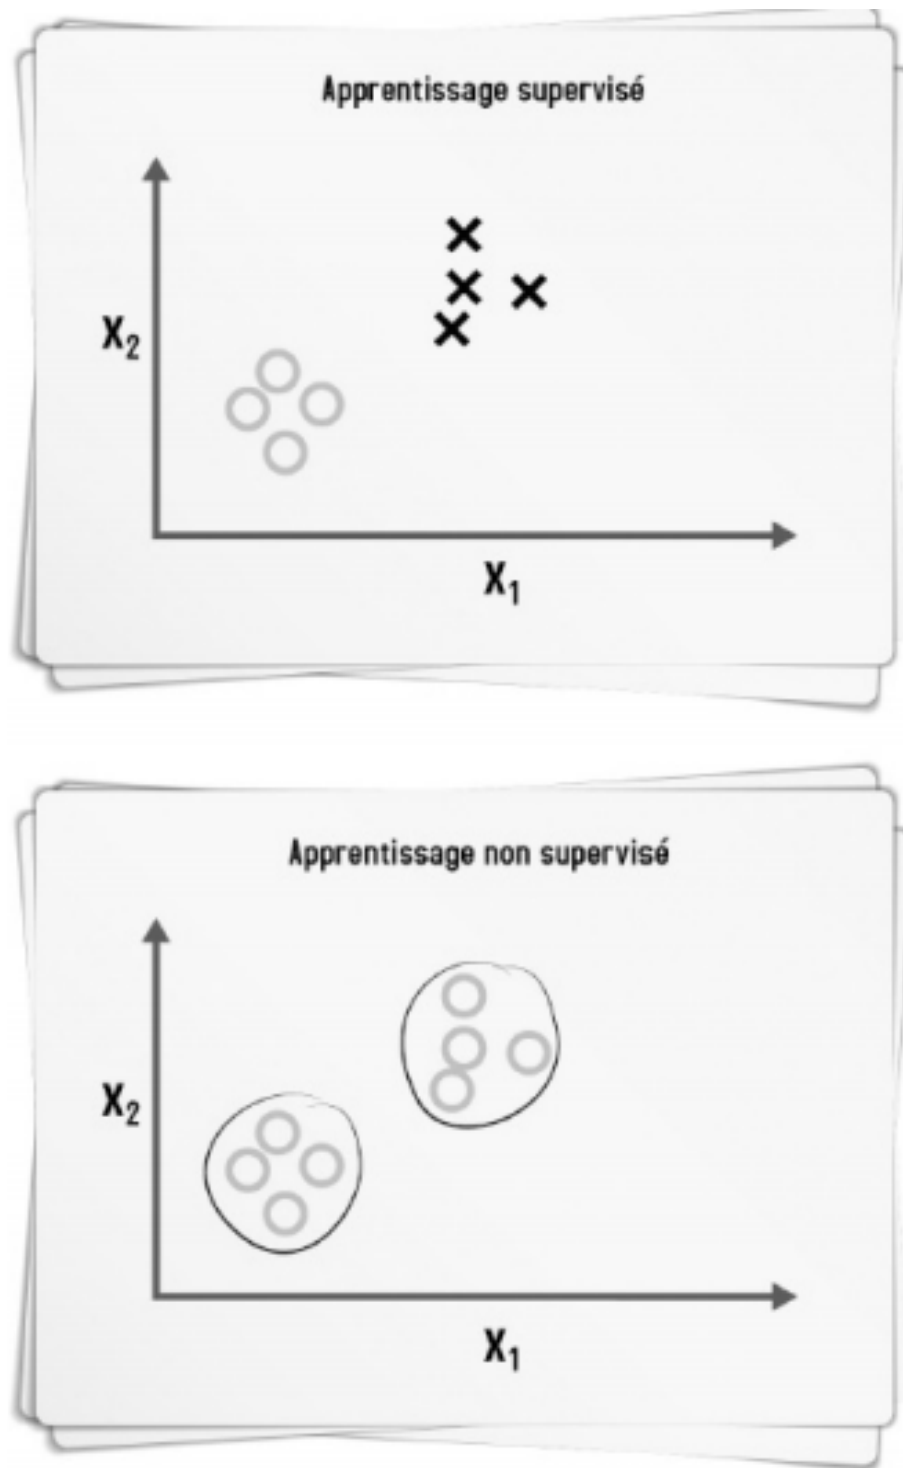 Apprentissage supervisé
X₂
X₁
Apprentissage non supervisé
X₂
X₁